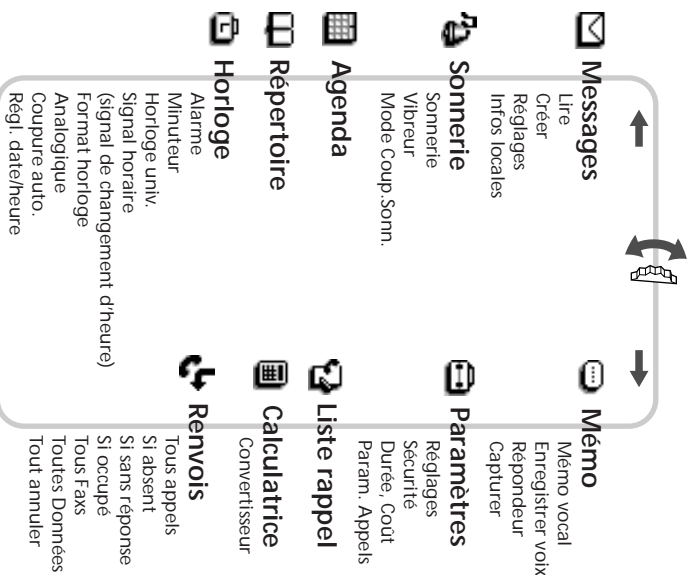 Messages
Lire
Créer
Réglages
Infos locales
Sonnerie
Sonnerie
Vibreur
Mode Coup.Sonn.
Agenda
Répertoire
Horloge
Alarme
Minuteur
Horloge univ.
Signal horaire
(signal de changement d'heure)
Format horloge
Analogique
Coupure auto.
Régl. date/heure
Mémo
Mémo vocal
Enregistrer voix
Répondeur
Capturer
Paramètres
Réglages
Sécurité
Durée, Coût
Param. Appels
Liste rappel
Calculatrice
Convertisseur
Renvois
Tous appels
Si absent
Si sans réponse
Si occupé
Tous Faxs
Toutes Données
Tout annuler